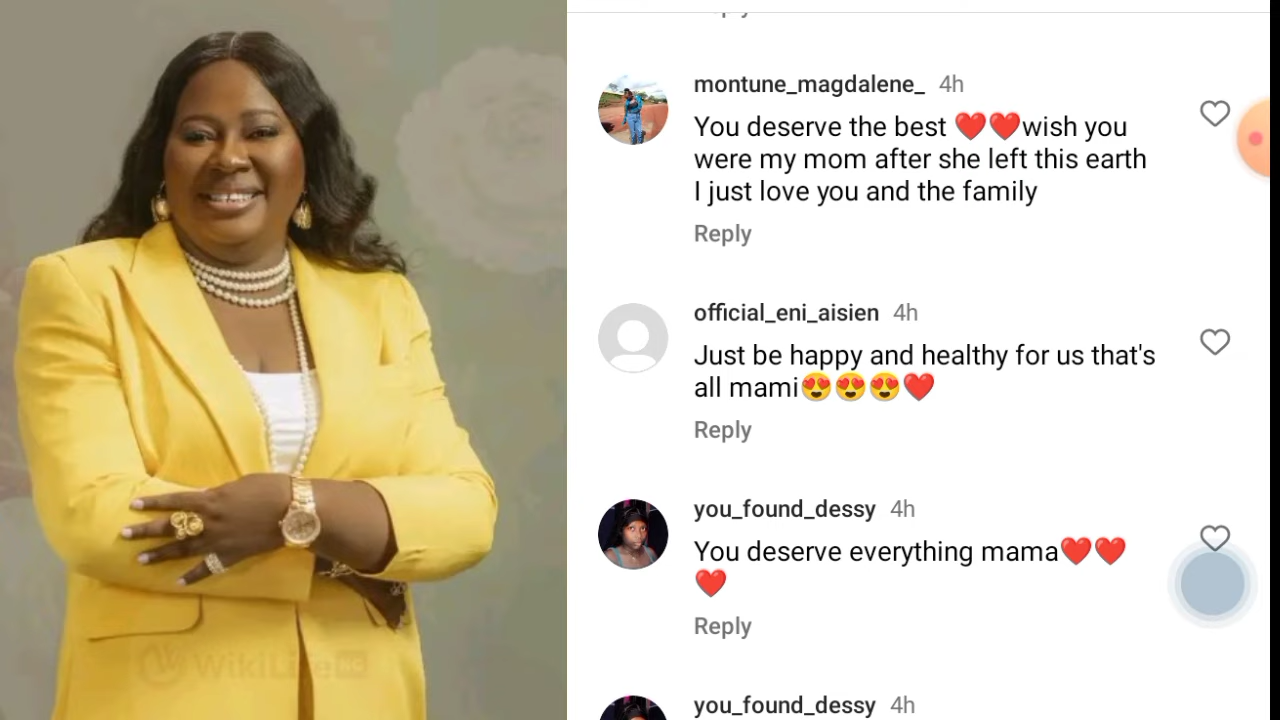 montune_magdalene_ 4h
You deserve the best ❤️❤️wish you
were my mom after she left this earth
I just love you and the family
Reply
official_eni_aisien 4h
Just be happy and healthy for us that's
all mami😍😍😍❤️
Reply
you_found_dessy 4h
You deserve everything mama❤️❤️
❤️
Reply
you_found_dessy 4h
WikiLife NG